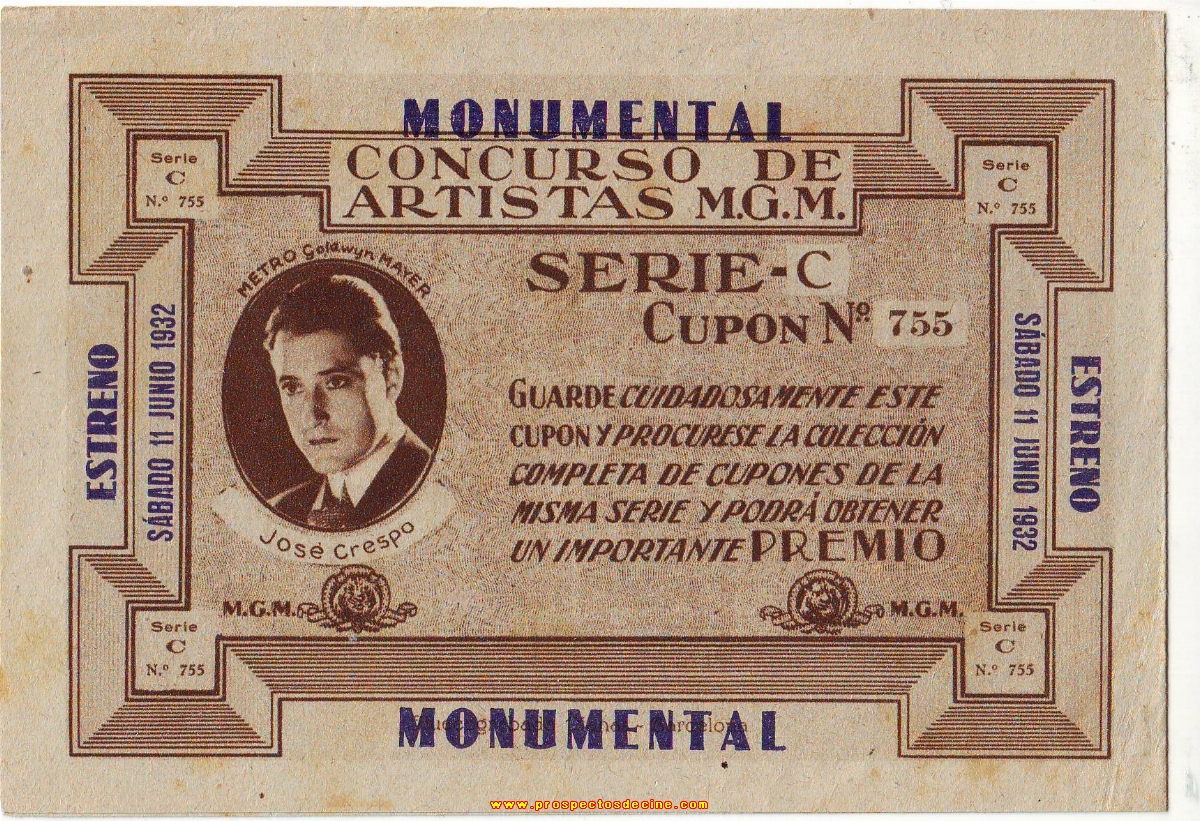 MONUMENTAL
CONCURSO DE
ARTISTAS M.G.M.
Serie
C
N.º 755
Serie
C
N.º 755
METRO Goldwyn MAYER
José Crespo
SERIE-C
CUPON Nº 755
GUARDE CUIDADOSAMENTE ESTE
CUPON Y PROCURESE LA COLECCIÓN
COMPLETA DE CUPONES DE LA
MISMA SERIE Y PODRÁ OBTENER
UN IMPORTANTE PREMIO
ESTRENO
SÁBADO 11 JUNIO 1932
SÁBADO 11 JUNIO 1932
ESTRENO
M.G.M.
M.G.M.
Serie
C
N.º 755
Serie
C
N.º 755
MONUMENTAL
Barcelona
www.prospectosdecine.com